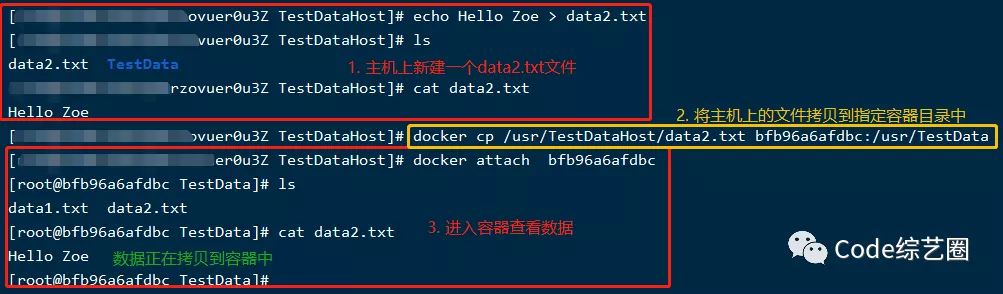 [ ovuer0u3Z TestDataHost]# echo Hello Zoe > data2.txt
[ ovuer0u3Z TestDataHost]# ls
data2.txt TestData
1. 主机上新建一个data2.txt文件
rzovuer0u3Z TestDataHost]# cat data2.txt
Hello Zoe
2. 将主机上的文件拷贝到指定容器目录中
[ vuer0u3Z TestDataHost]# docker cp /usr/TestDataHost/data2.txt bfb96a6afdbc:/usr/TestData
[ ovuer0u3Z TestDataHost]# docker attach bfb96a6afdbc
[root@bfb96a6afdbc TestData]# ls
data1.txt data2.txt
[root@bfb96a6afdbc TestData]# cat data2.txt
3. 进入容器查看数据
Hello Zoe 数据正在拷贝到容器中
[root@bfb96a6afdbc TestData]#
Code综艺圈